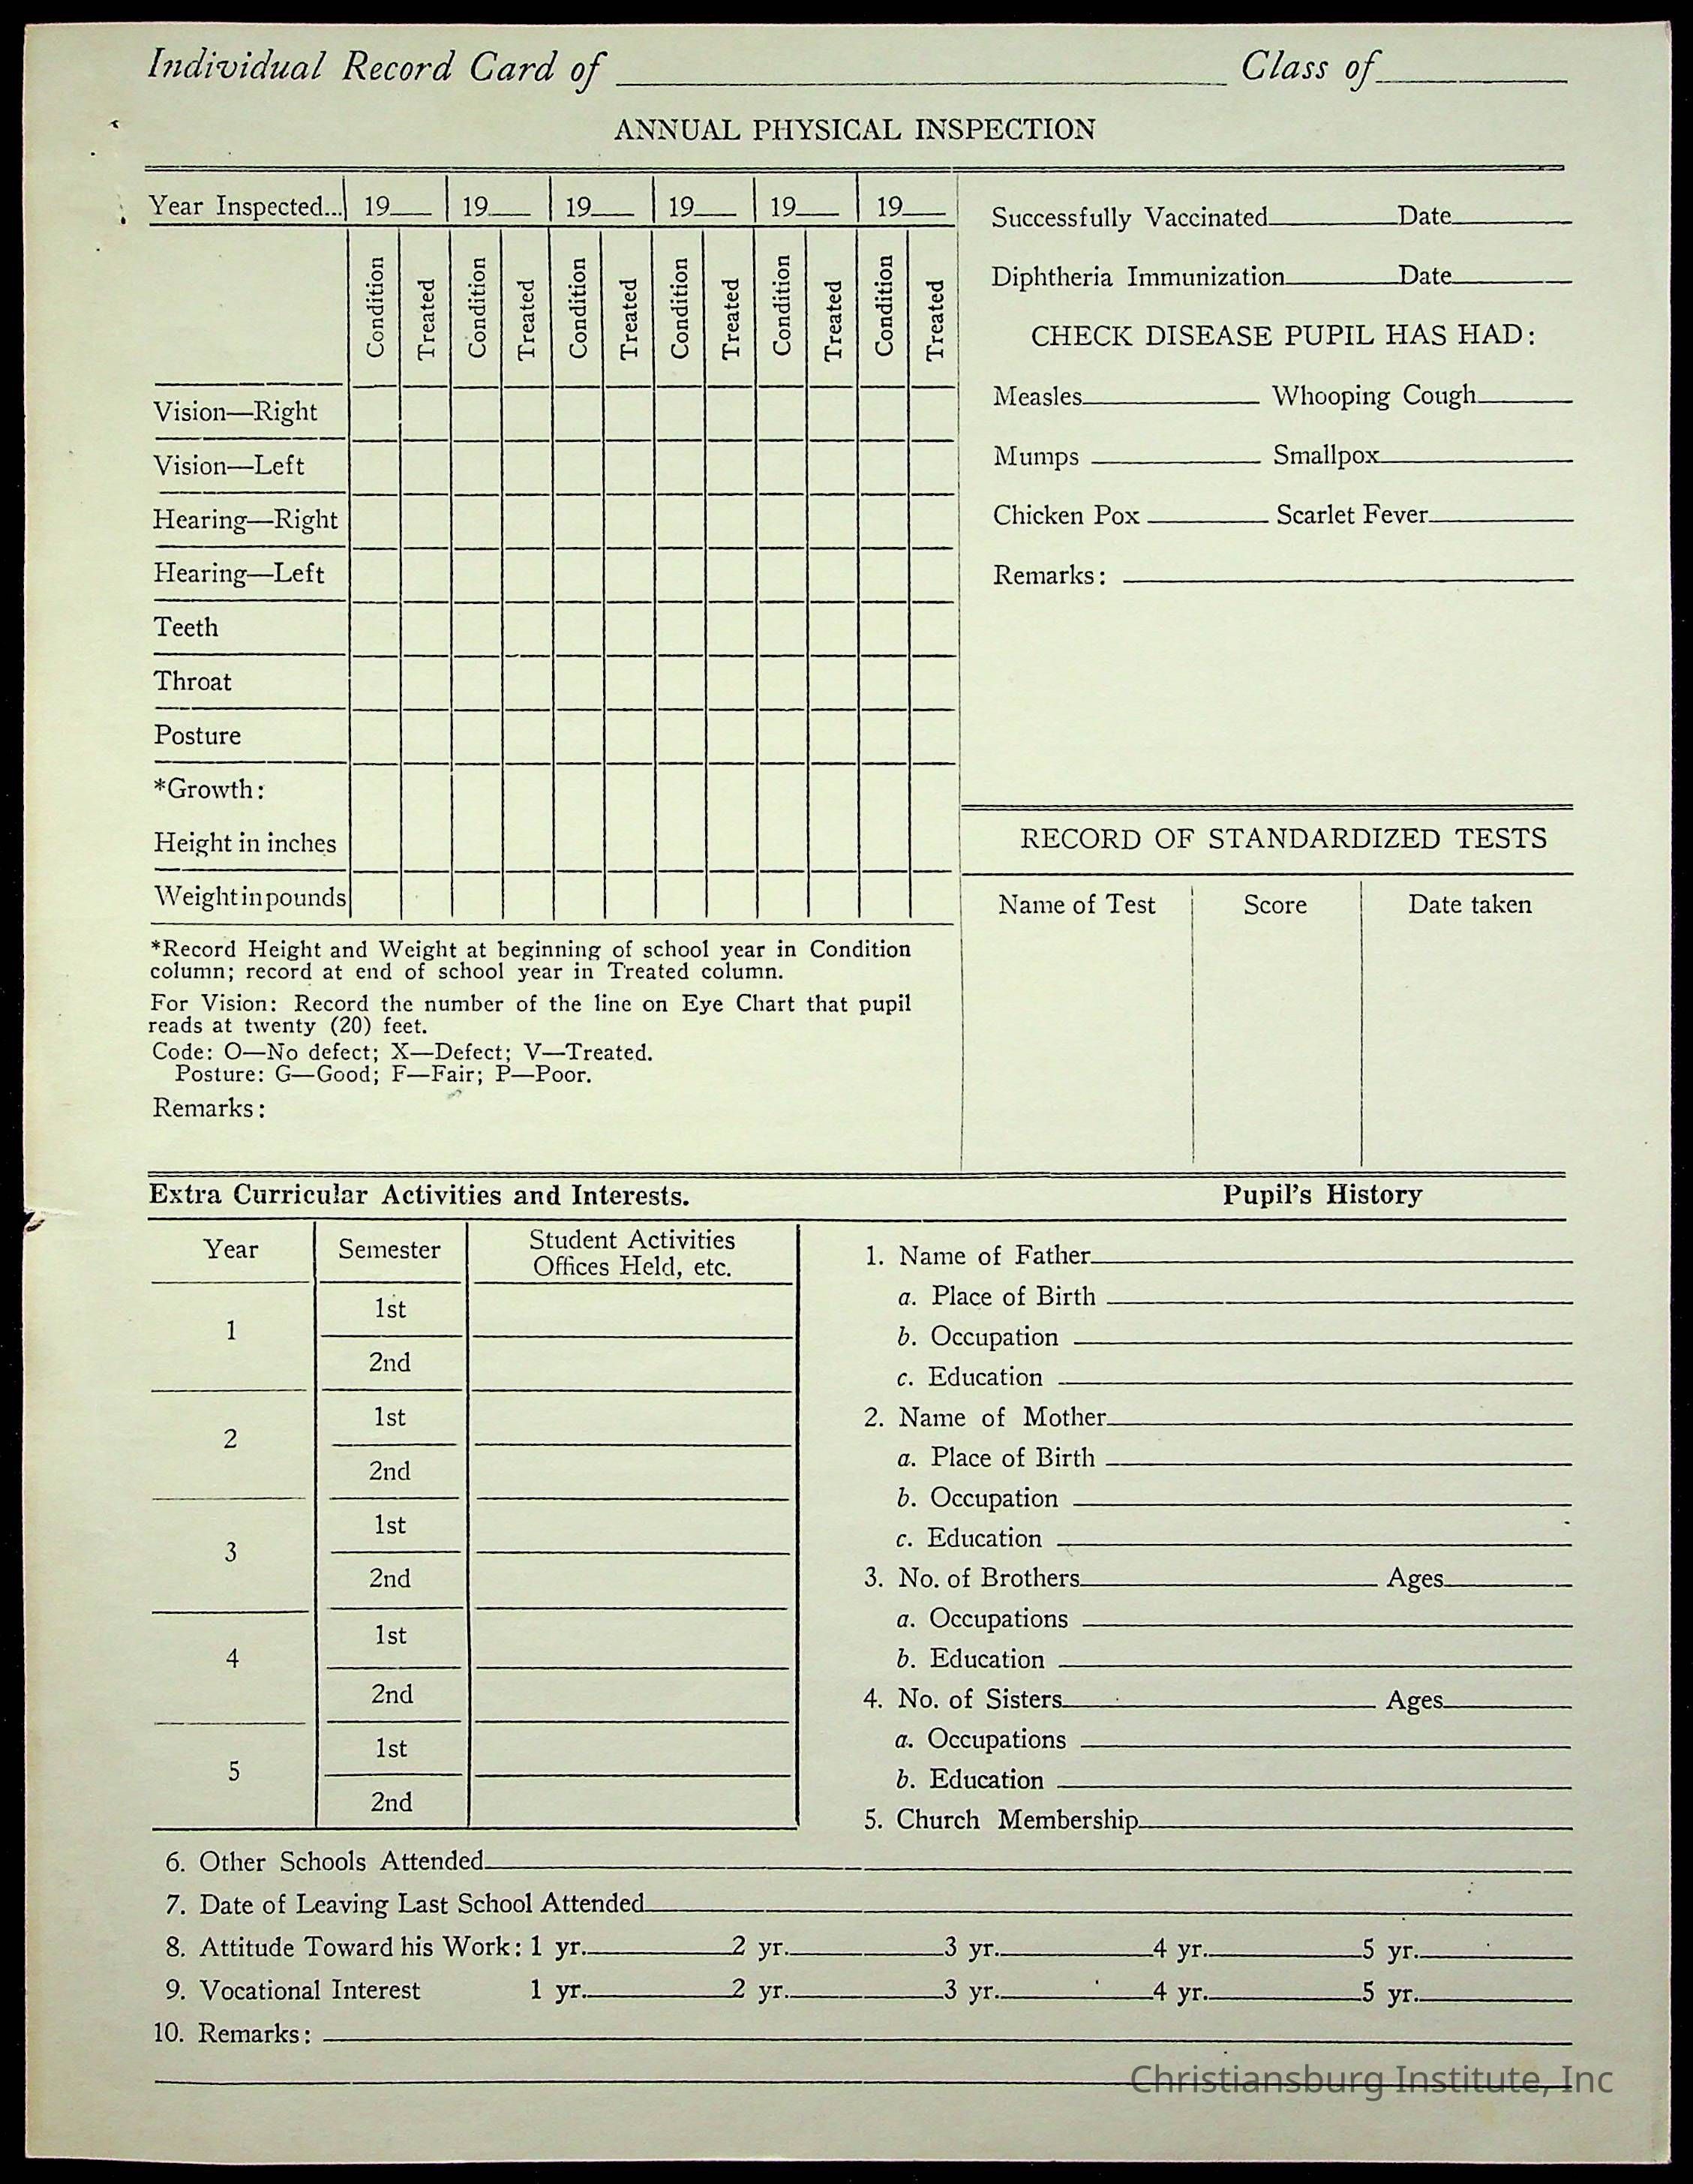 Individual Record Card of Class of
ANNUAL PHYSICAL INSPECTION
Year Inspected... 19 19 19 19 19 19
Condition Treated Condition Treated Condition Treated Condition Treated Condition Treated Condition Treated
Vision—Right
Vision—Left
Hearing—Right
Hearing—Left
Teeth
Throat
Posture
*Growth:
Height in inches
Weight in pounds
*Record Height and Weight at beginning of school year in Condition
column; record at end of school year in Treated column.
For Vision: Record the number of the line on Eye Chart that pupil
reads at twenty (20) feet.
Code: O—No defect; X—Defect; V—Treated.
Posture: G—Good; F—Fair; P—Poor.
Remarks:
Successfully Vaccinated Date
Diphtheria Immunization Date
CHECK DISEASE PUPIL HAS HAD:
Measles Whooping Cough
Mumps Smallpox
Chicken Pox Scarlet Fever
Remarks:
RECORD OF STANDARDIZED TESTS
Name of Test Score Date taken
Extra Curricular Activities and Interests.
Year Semester Student Activities
Offices Held, etc.
1 1st
2nd
2 1st
2nd
3 1st
2nd
4 1st
2nd
5 1st
2nd
Pupil's History
1. Name of Father
a. Place of Birth
b. Occupation
c. Education
2. Name of Mother
a. Place of Birth
b. Occupation
c. Education
3. No. of Brothers Ages
a. Occupations
b. Education
4. No. of Sisters Ages
a. Occupations
b. Education
5. Church Membership
6. Other Schools Attended
7. Date of Leaving Last School Attended
8. Attitude Toward his Work: 1 yr. 2 yr. 3 yr. 4 yr. 5 yr.
9. Vocational Interest 1 yr. 2 yr. 3 yr. 4 yr. 5 yr.
10. Remarks:
Christiansburg Institute, Inc